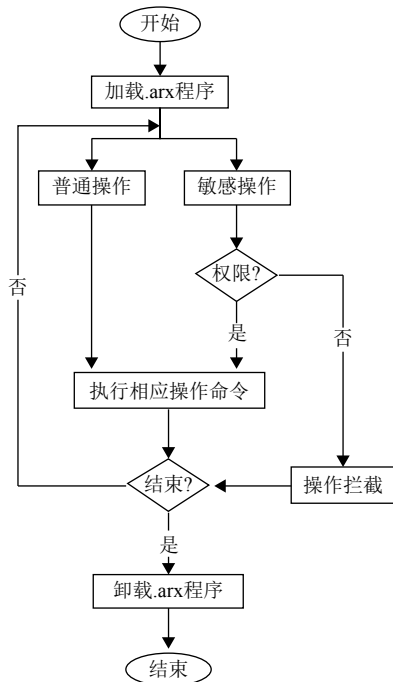 开始
加载.arx程序
普通操作
敏感操作
权限?
否
是
否
执行相应操作命令
结束?
操作拦截
是
卸载.arx程序
结束